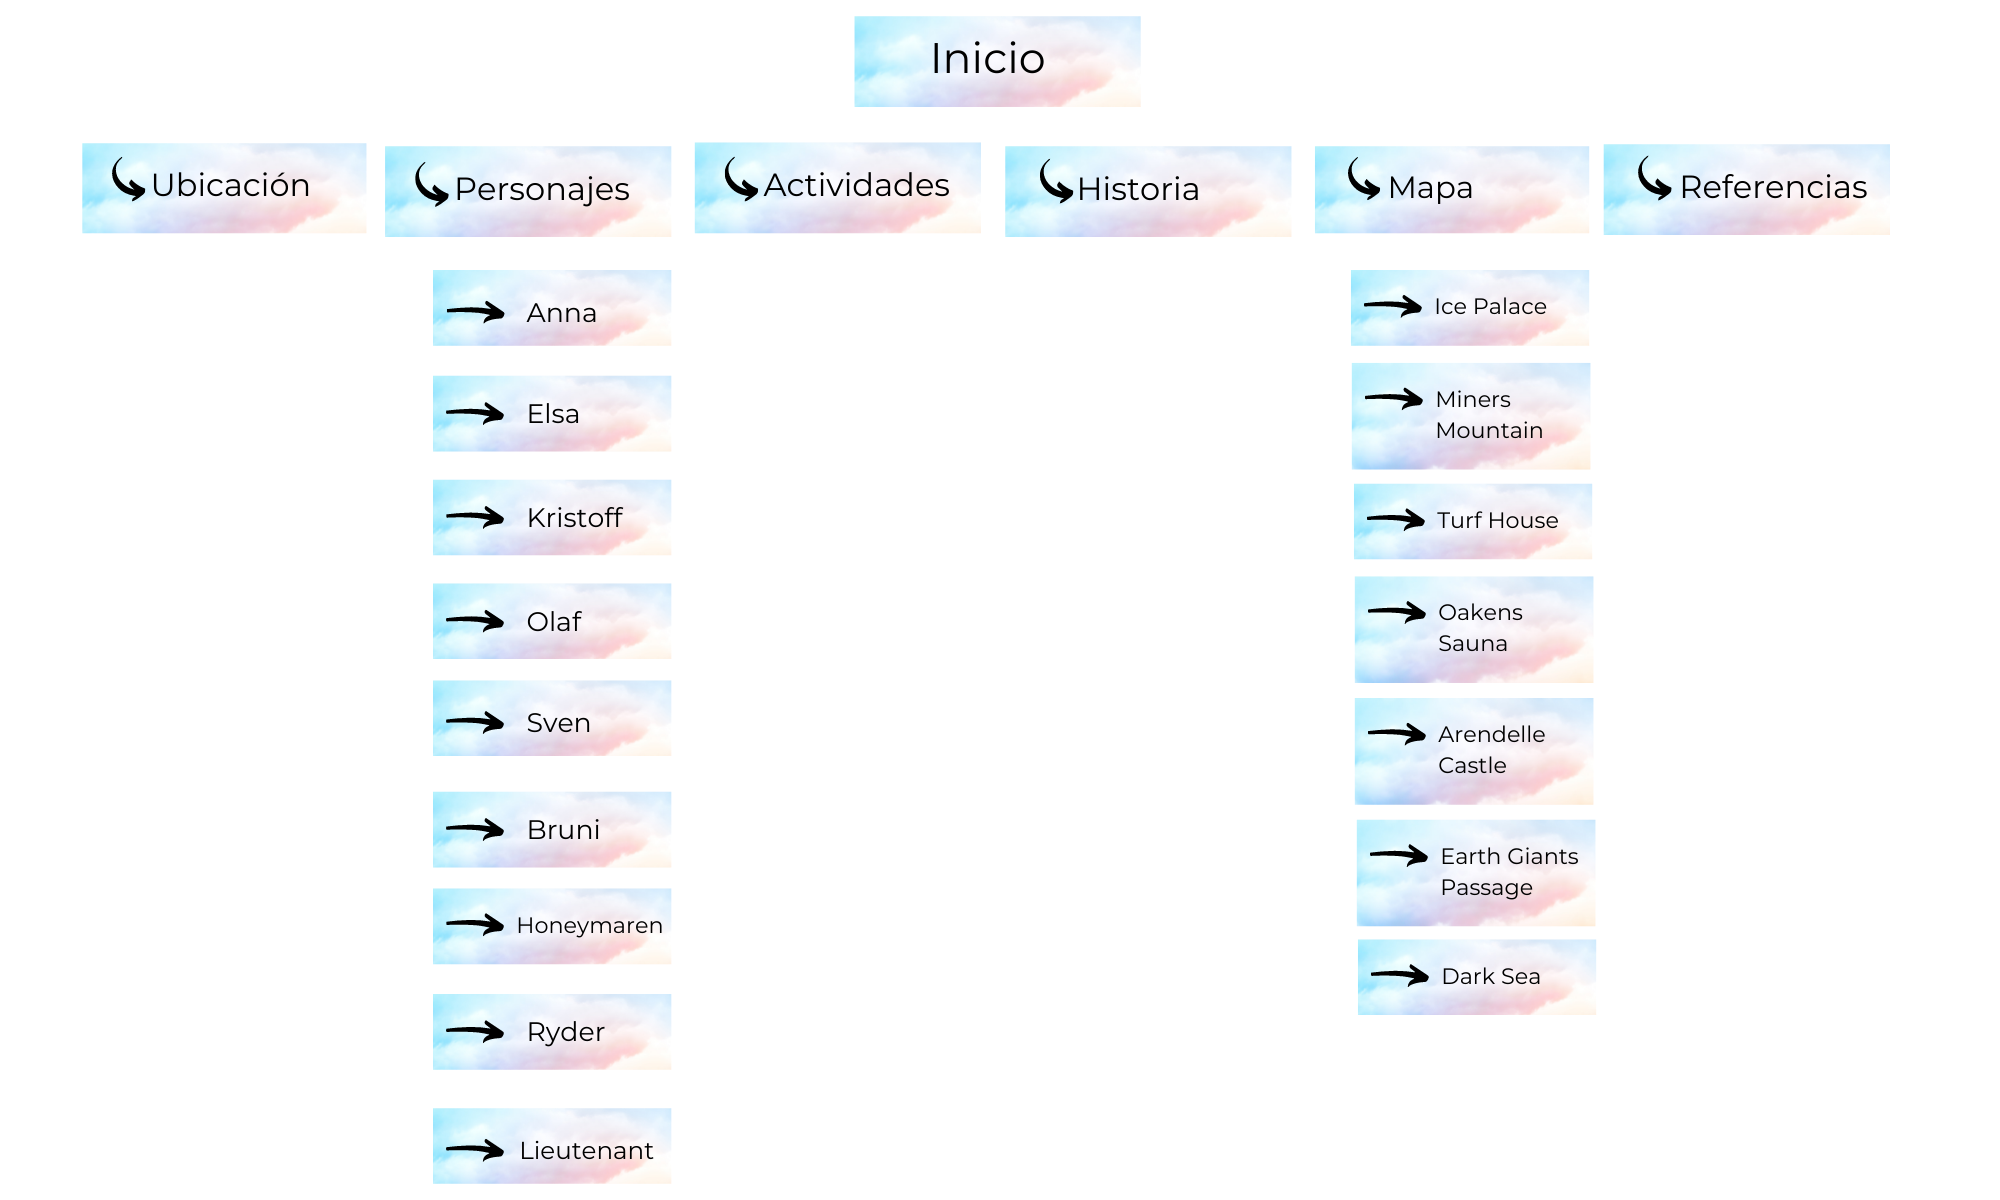 Inicio
Ubicación
Personajes
Actividades
Historia
Mapa
Referencias
Anna
Elsa
Kristoff
Olaf
Sven
Bruni
Honeymaren
Ryder
Lieutenant
Ice Palace
Miners
Mountain
Turf House
Oakens
Sauna
Arendelle
Castle
Earth Giants
Passage
Dark Sea